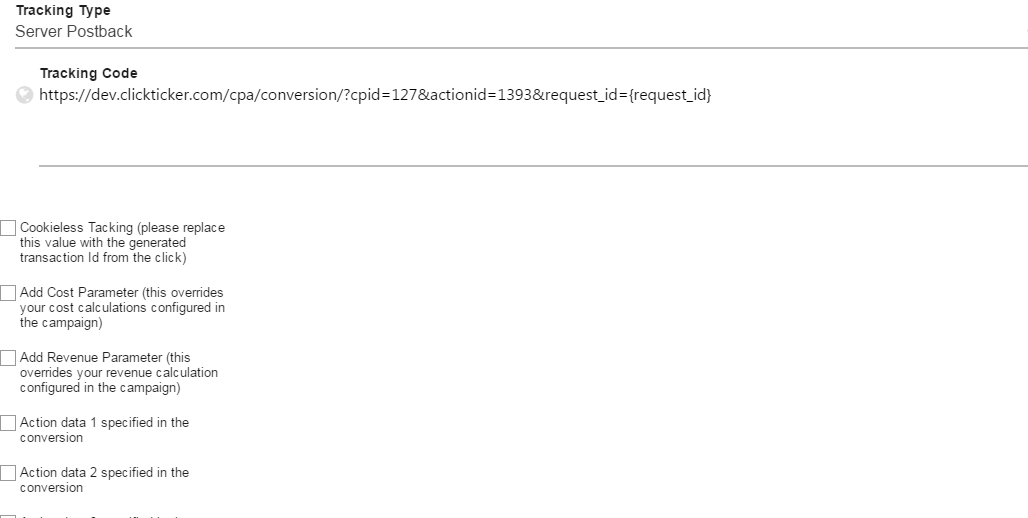 Tracking Type
Server Postback
Tracking Code
https://dev.clickticker.com/cpa/conversion/?cpid=127&actionid=1393&request_id={request_id}
Cookieless Tacking (please replace
this value with the generated
transaction Id from the click)
Add Cost Parameter (this overrides
your cost calculations configured in
the campaign)
Add Revenue Parameter (this
overrides your revenue calculation
configured in the campaign)
Action data 1 specified in the
conversion
Action data 2 specified in the
conversion